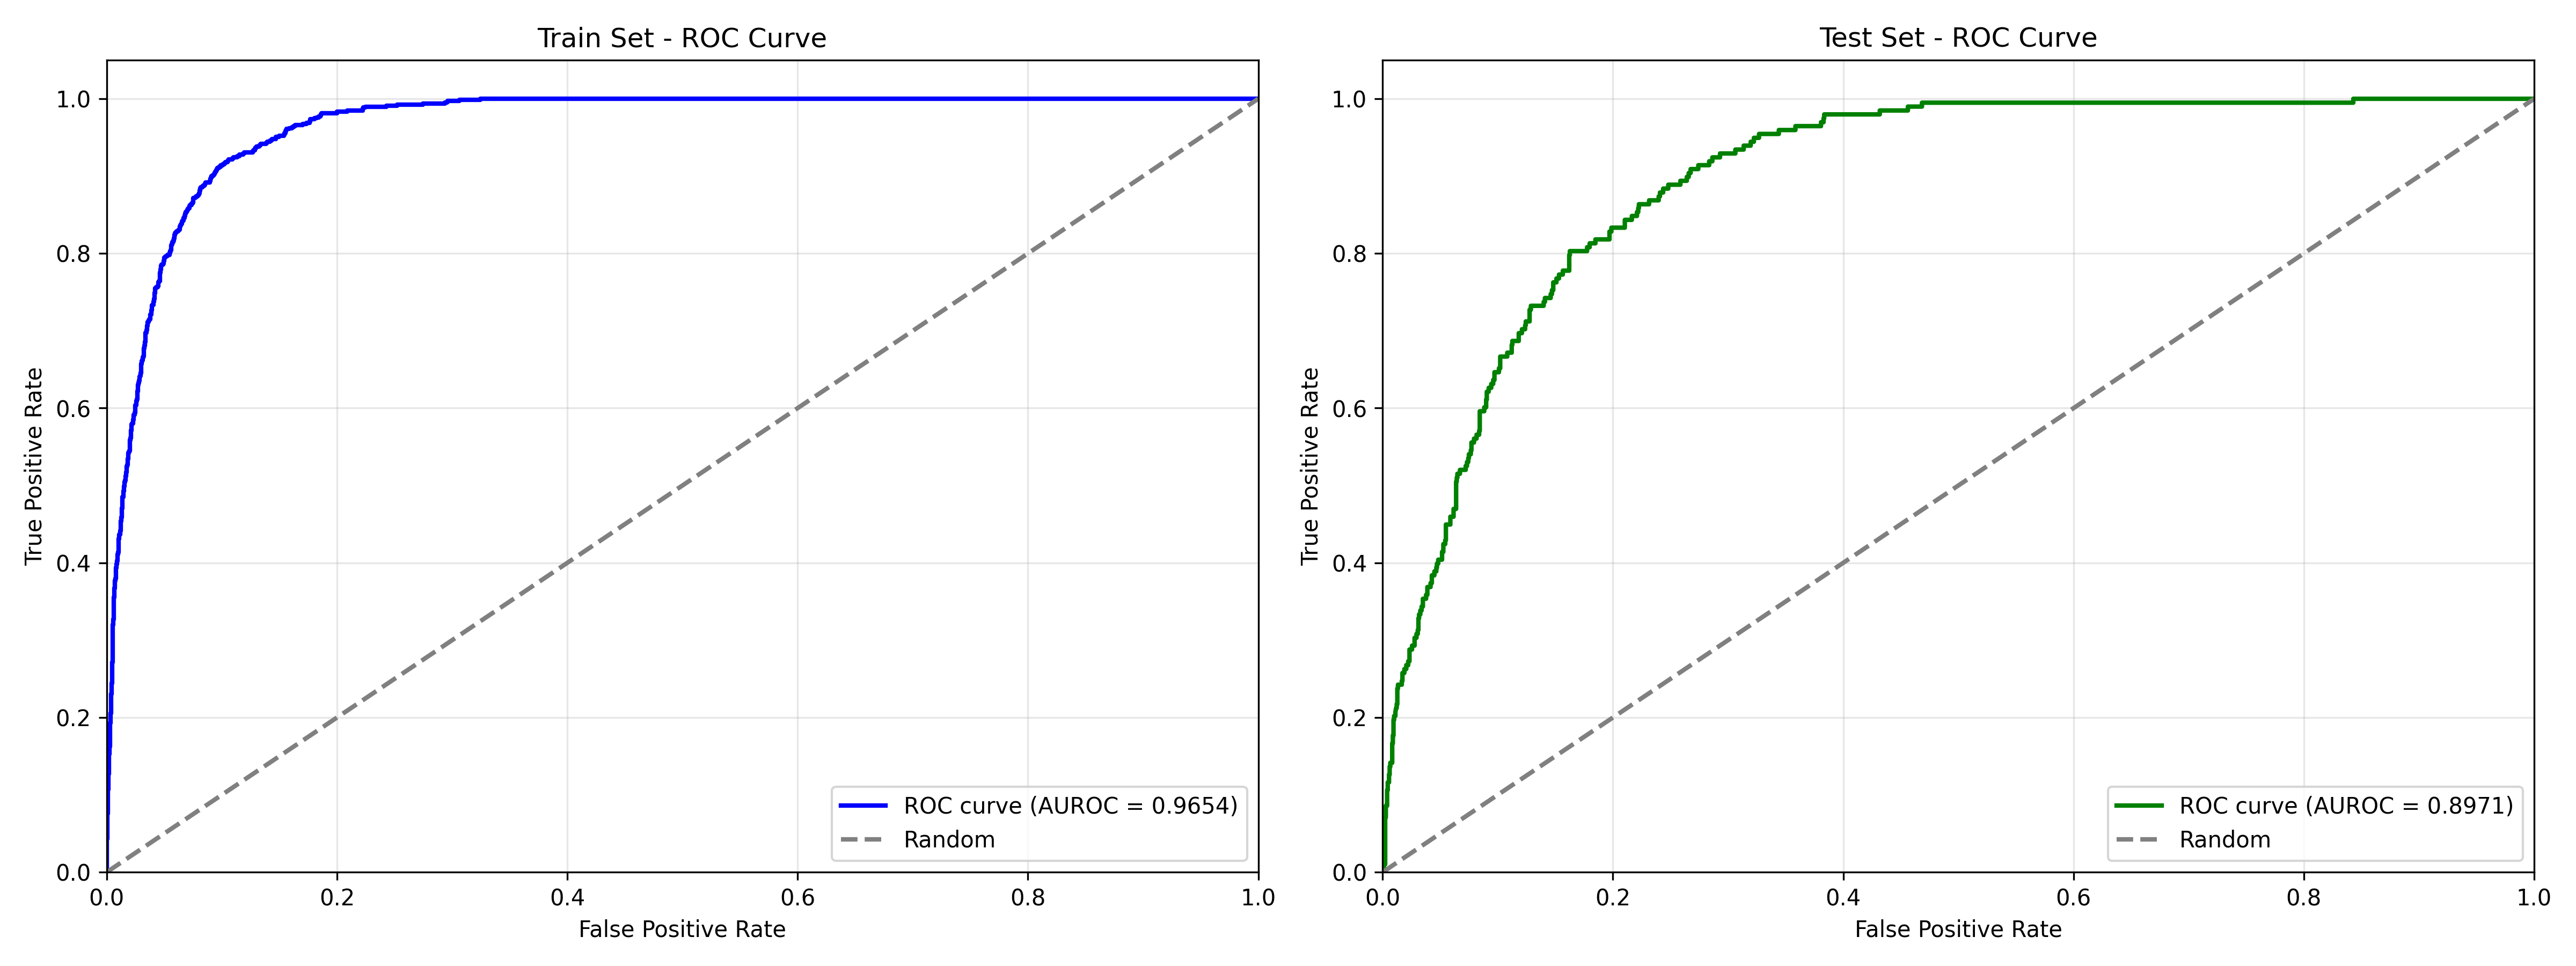 Train Set - ROC Curve
True Positive Rate
1.0
0.8
0.6
0.4
0.2
0.0
0.0 0.2 0.4 0.6 0.8 1.0
False Positive Rate
ROC curve (AUROC = 0.9654)
Random
Test Set - ROC Curve
True Positive Rate
1.0
0.8
0.6
0.4
0.2
0.0
0.0 0.2 0.4 0.6 0.8 1.0
False Positive Rate
ROC curve (AUROC = 0.8971)
Random